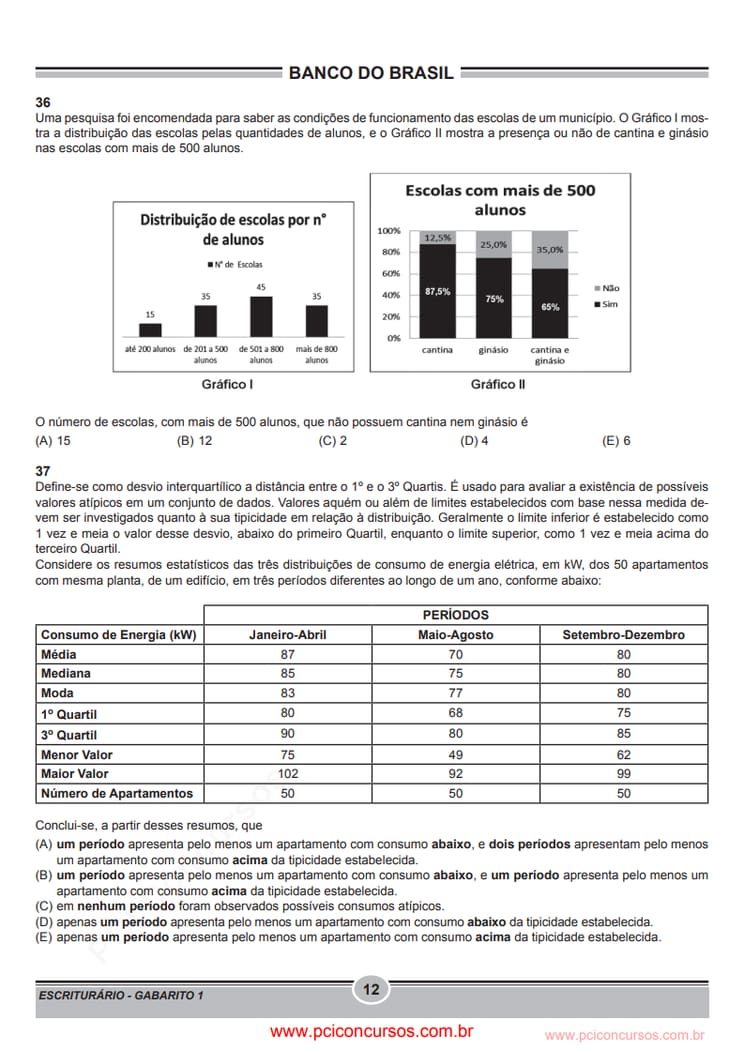 BANCO DO BRASIL
36
Uma pesquisa foi encomendada para saber as condições de funcionamento das escolas de um município. O Gráfico I mos-
tra a distribuição das escolas pelas quantidades de alunos, e o Gráfico II mostra a presença ou não de cantina e ginásio
nas escolas com mais de 500 alunos.
Distribuição de escolas por n°
de alunos
N° de Escolas
15
35
45
35
até 200 alunos de 201 a 500 de 501 a 800 mais de 800
alunos alunos alunos
Gráfico I
Escolas com mais de 500
alunos
100%
80%
60%
40%
20%
0%
12,5%
25,0%
35,0%
87,5%
75%
65%
Não
Sim
cantina ginásio cantina e
ginásio
Gráfico II
O número de escolas, com mais de 500 alunos, que não possuem cantina nem ginásio é
(A) 15 (B) 12 (C) 2 (D) 4 (E) 6
37
Define-se como desvio interquartílico a distância entre o 1º e o 3º Quartis. É usado para avaliar a existência de possíveis
valores atípicos em um conjunto de dados. Valores aquém ou além de limites estabelecidos com base nessa medida de-
vem ser investigados quanto à sua tipicidade em relação à distribuição. Geralmente o limite inferior é estabelecido como
1 vez e meia o valor desse desvio, abaixo do primeiro Quartil, enquanto o limite superior, como 1 vez e meia acima do
terceiro Quartil.
Considere os resumos estatísticos das três distribuições de consumo de energia elétrica, em kW, dos 50 apartamentos
com mesma planta, de um edifício, em três períodos diferentes ao longo de um ano, conforme abaixo:
PERÍODOS
Consumo de Energia (kW) Janeiro-Abril Maio-Agosto Setembro-Dezembro
Média 87 70 80
Mediana 85 75 80
Moda 83 77 80
1º Quartil 80 68 75
3º Quartil 90 80 85
Menor Valor 75 49 62
Maior Valor 102 92 99
Número de Apartamentos 50 50 50
Conclui-se, a partir desses resumos, que
(A) um período apresenta pelo menos um apartamento com consumo abaixo, e dois períodos apresentam pelo menos
um apartamento com consumo acima da tipicidade estabelecida.
(B) um período apresenta pelo menos um apartamento com consumo abaixo, e um período apresenta pelo menos um
apartamento com consumo acima da tipicidade estabelecida.
(C) em nenhum período foram observados possíveis consumos atípicos.
(D) apenas um período apresenta pelo menos um apartamento com consumo abaixo da tipicidade estabelecida.
(E) apenas um período apresenta pelo menos um apartamento com consumo acima da tipicidade estabelecida.
ESCRITURÁRIO - GABARITO 1
12
www.pciconcursos.com.br
www.pciconcursos.com.br